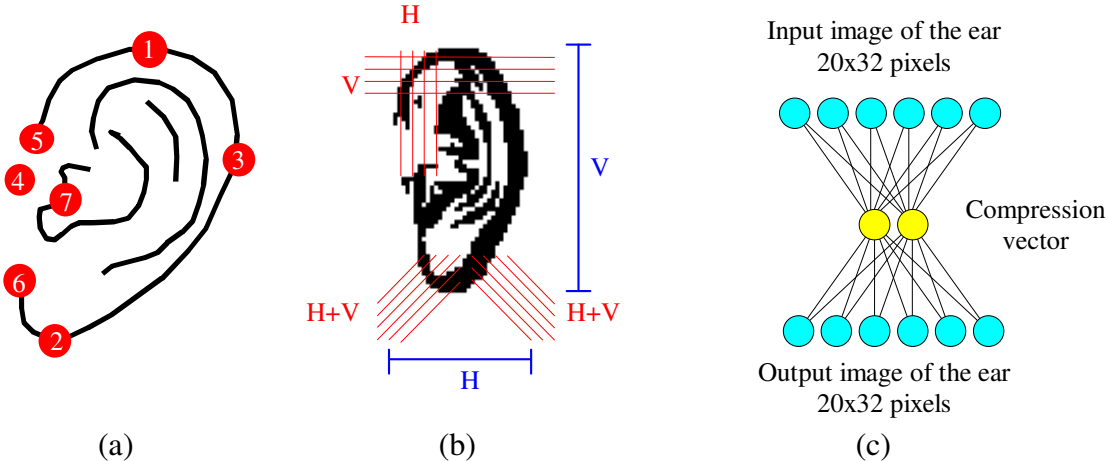 1
5
3
4
7
6
2
(a)
H
V
V
H+V
H+V
H
(b)
Input image of the ear
20x32 pixels
Compression
vector
Output image of the ear
20x32 pixels
(c)